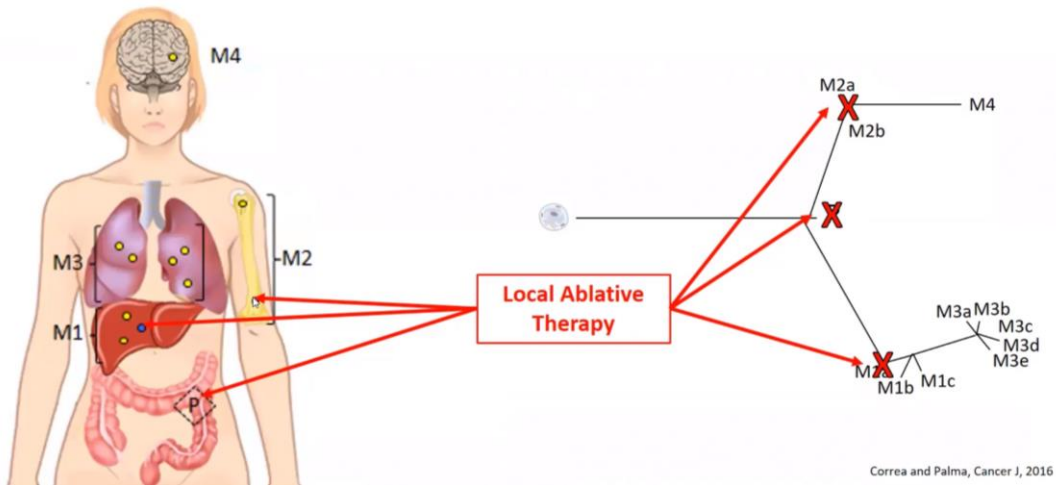 M4
M3
M2
M1
P
Local Ablative
Therapy
M2a
M4
M2b
M3a
M3b
M3c
M3d
M3e
M1b
M1c
Correa and Palma, Cancer J, 2016